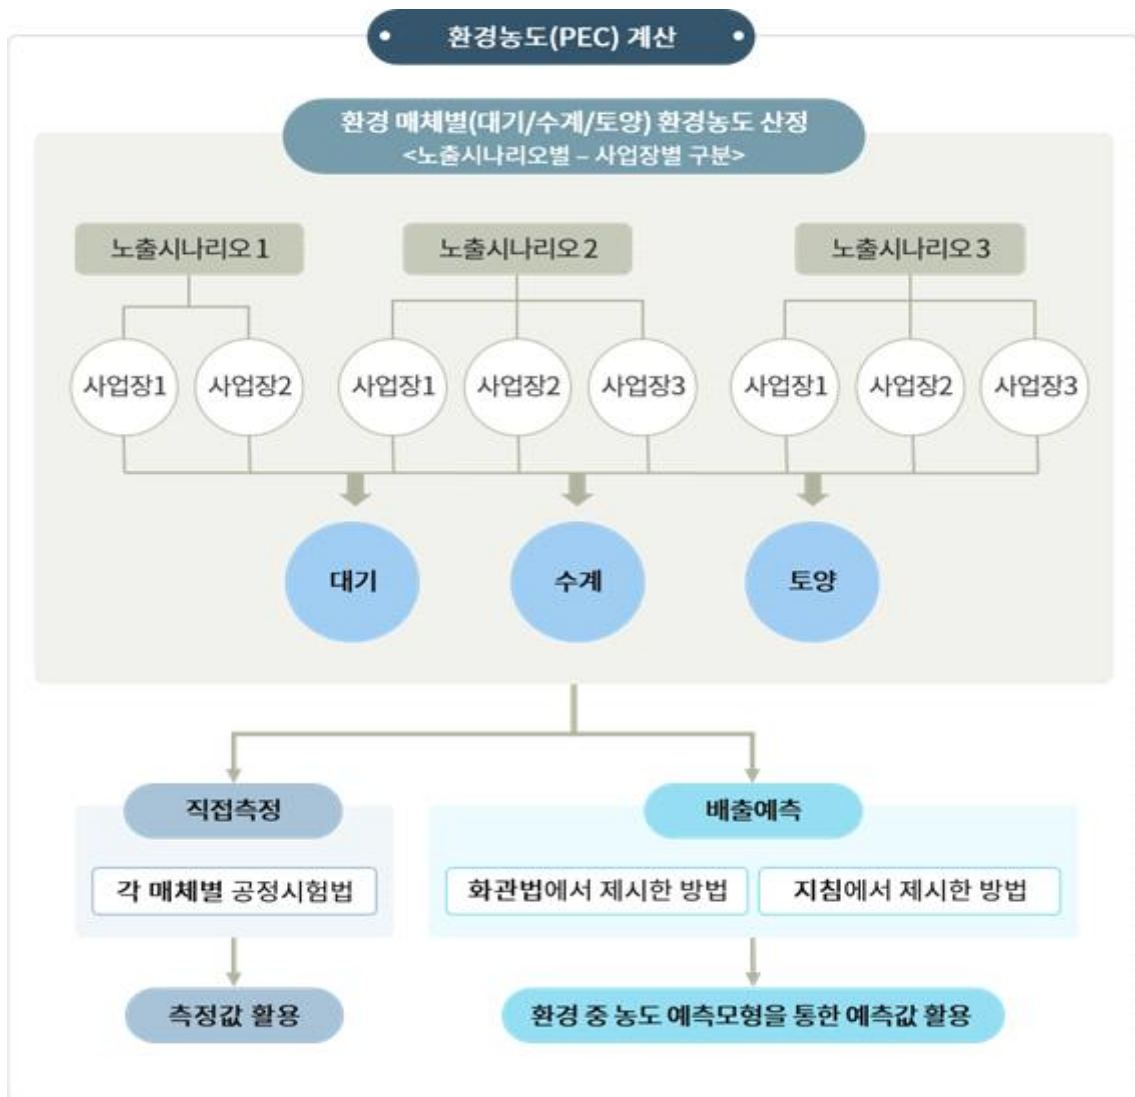 환경농도(PEC) 계산
환경 매체별(대기/수계/토양) 환경농도 산정
<노출시나리오별 – 사업장별 구분>
노출시나리오 1
노출시나리오 2
노출시나리오 3
사업장1
사업장2
사업장1
사업장2
사업장3
사업장1
사업장2
사업장3
대기
수계
토양
직접측정
배출예측
각 매체별 공정시험법
화관법에서 제시한 방법
지침에서 제시한 방법
측정값 활용
환경 중 농도 예측모형을 통한 예측값 활용